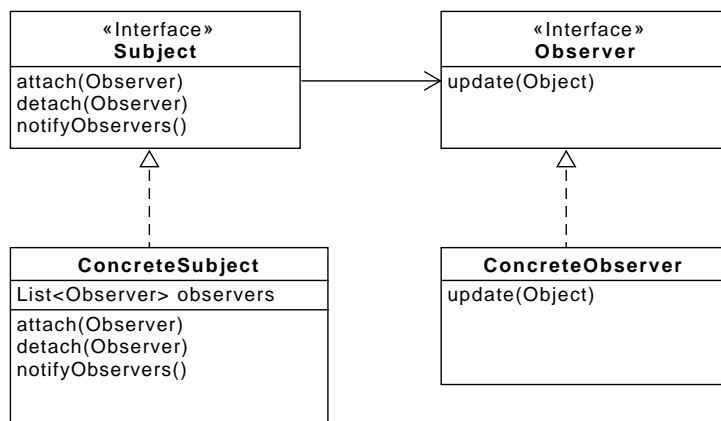 «Interface»
Subject
attach(Observer)
detach(Observer)
notifyObservers()
«Interface»
Observer
update(Object)
ConcreteSubject
List<Observer> observers
attach(Observer)
detach(Observer)
notifyObservers()
ConcreteObserver
update(Object)